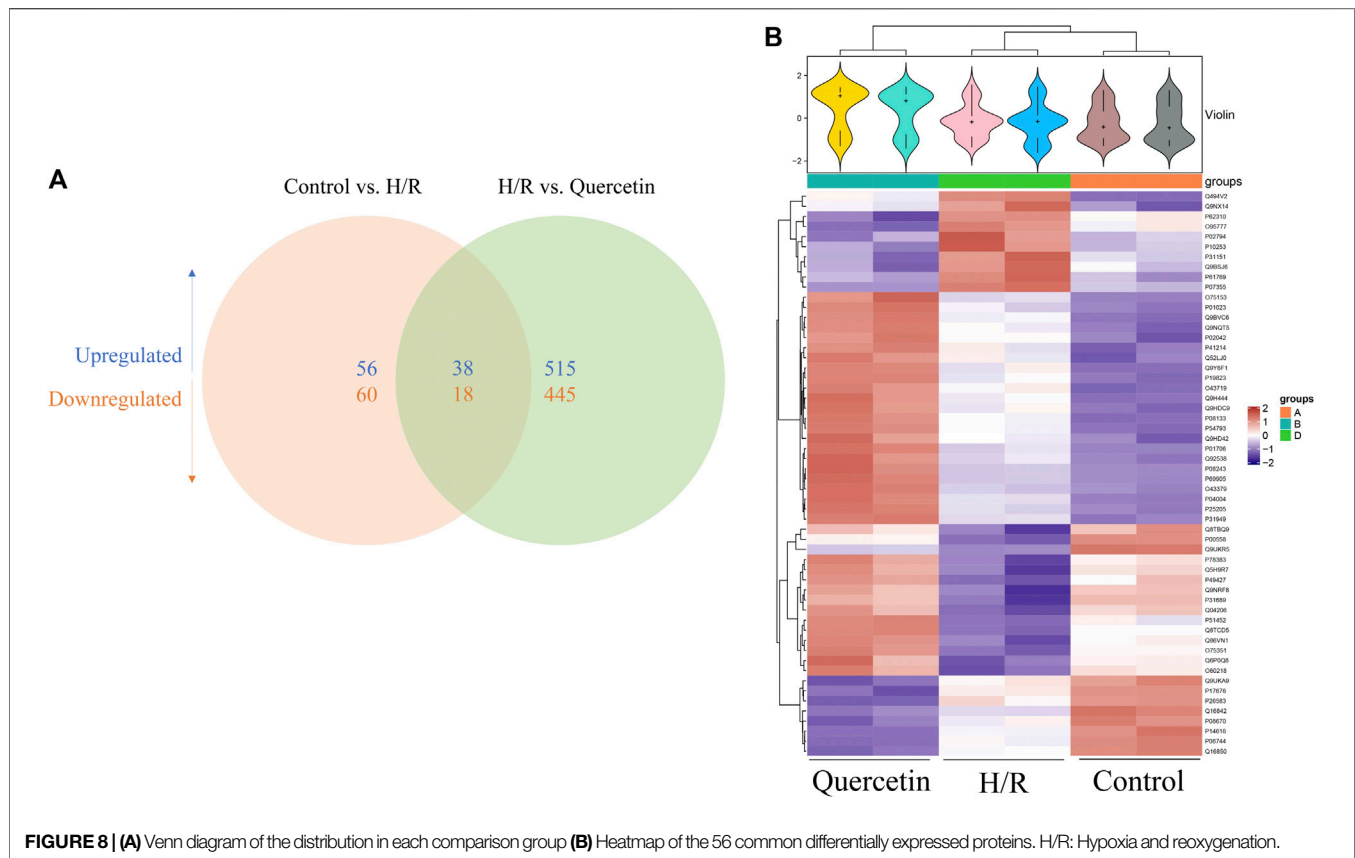 A
Control vs. H/R
H/R vs. Quercetin
Upregulated
56
38
515
Downregulated
60
18
445
B
2
0
−2
Violin
groups
Q494V2
Q9NX14
P62310
O95777
P02794
P10253
P31151
Q9BSJ6
P61769
P07355
O75153
P01023
Q9BVC6
Q9NQT5
P02042
P41214
Q52LJ0
Q9Y6F1
P19823
O43719
Q9H444
Q9HDC9
P08133
P54793
Q9HD42
P01706
Q92538
P08243
P69905
O43379
P04004
P25205
P31949
Q8TBQ9
P00558
Q9UKR5
P78383
Q5H9R7
P49427
Q9NRF8
P31689
Q04206
P51452
Q8TCD5
Q86VN1
O75351
Q6P0Q8
O60218
Q9UKA9
P17676
P26583
Q16842
P08670
P14616
P06744
Q16850
2
1
0
−1
−2
groups
A
B
D
Quercetin
H/R
Control
FIGURE 8 | (A) Venn diagram of the distribution in each comparison group (B) Heatmap of the 56 common differentially expressed proteins. H/R: Hypoxia and reoxygenation.